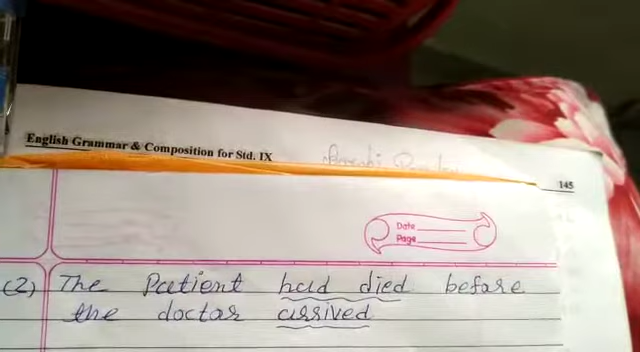 English Grammar & Composition for Std. IX
145
Date
Page
(2) The Patient had died before
the doctor arrived